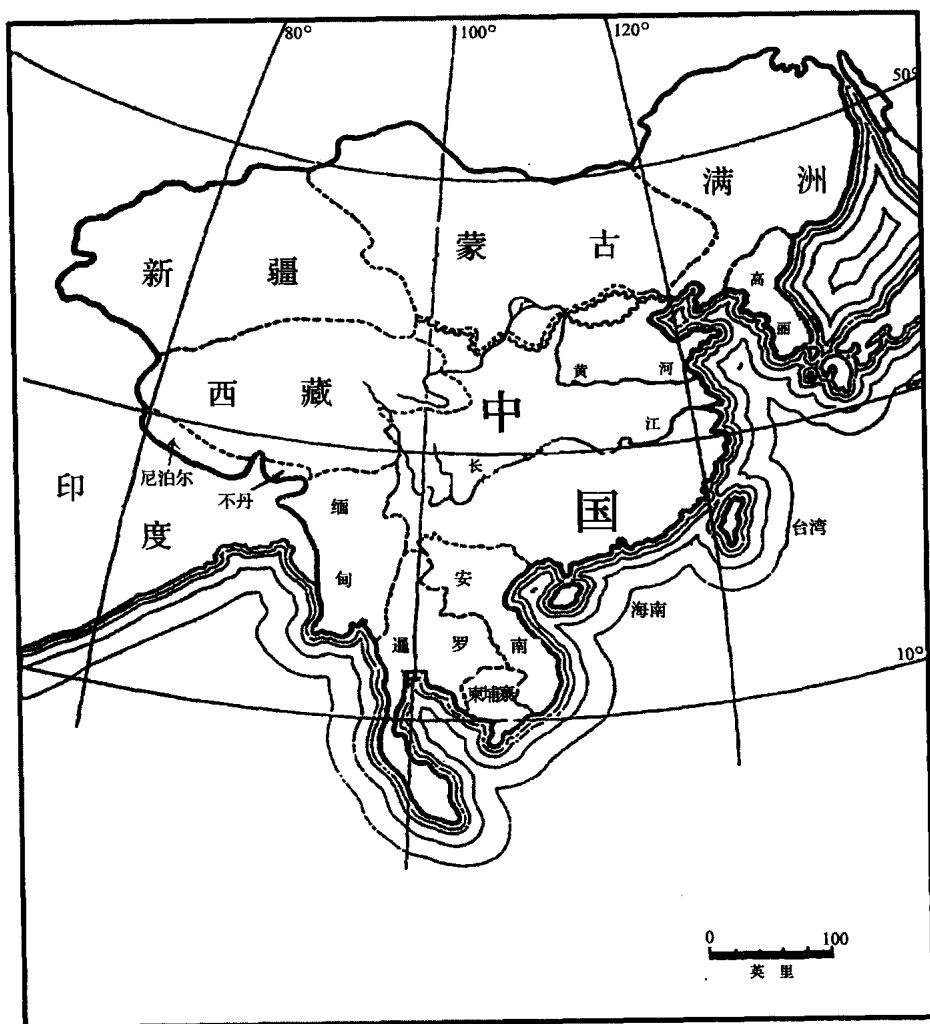 80°
100°
120°
50°
满洲
蒙古
新疆
高丽
西藏
黄河
中国
长江
尼泊尔
不丹
印度
缅甸
台湾
安南
海南
暹罗
10°
柬埔寨
0 100
英里